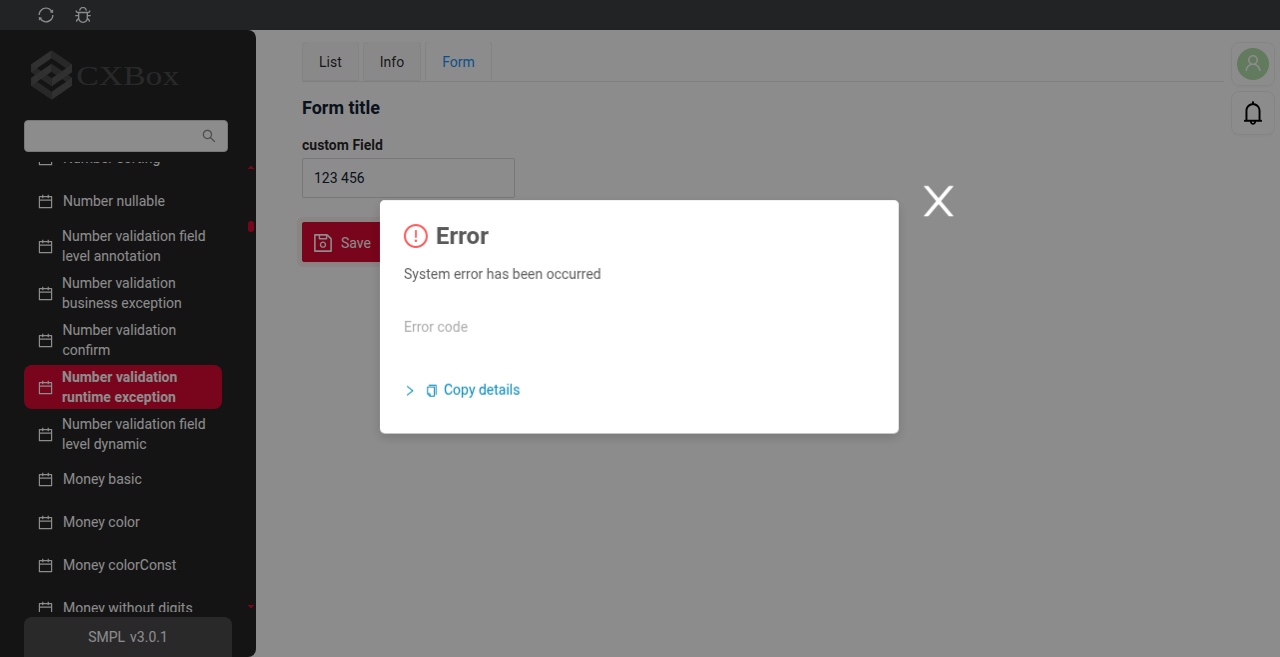 CXBox
Number sorting
Number nullable
Number validation field
level annotation
Number validation
business exception
Number validation
confirm
Number validation
runtime exception
Number validation field
level dynamic
Money basic
Money color
Money colorConst
Money without digits
SMPL v3.0.1
List
Info
Form
Form title
custom Field
123 456
Save
Error
System error has been occurred
Error code
Copy details